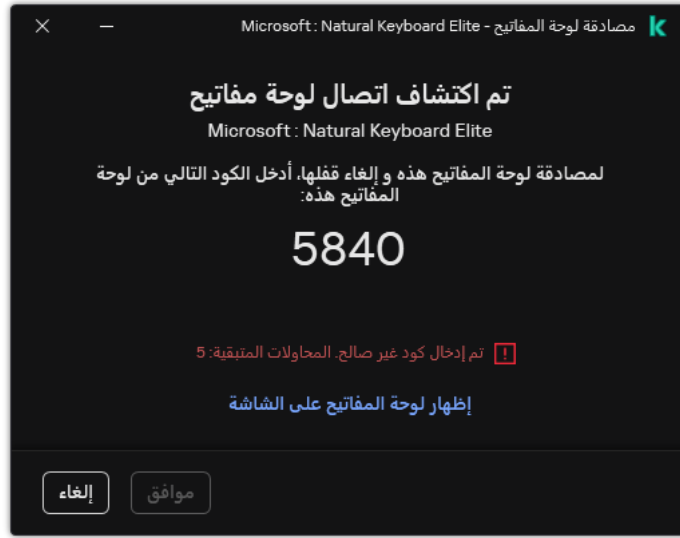 مصادقة لوحة المفاتيح - Microsoft : Natural Keyboard Elite
تم اكتشاف اتصال لوحة مفاتيح
Microsoft : Natural Keyboard Elite
لمصادقة لوحة المفاتيح هذه و إلغاء قفلها، أدخل الكود التالي من لوحة
المفاتيح هذه:
5840
تم إدخال كود غير صالح. المحاولات المتبقية: 5
إظهار لوحة المفاتيح على الشاشة
موافق
إلغاء